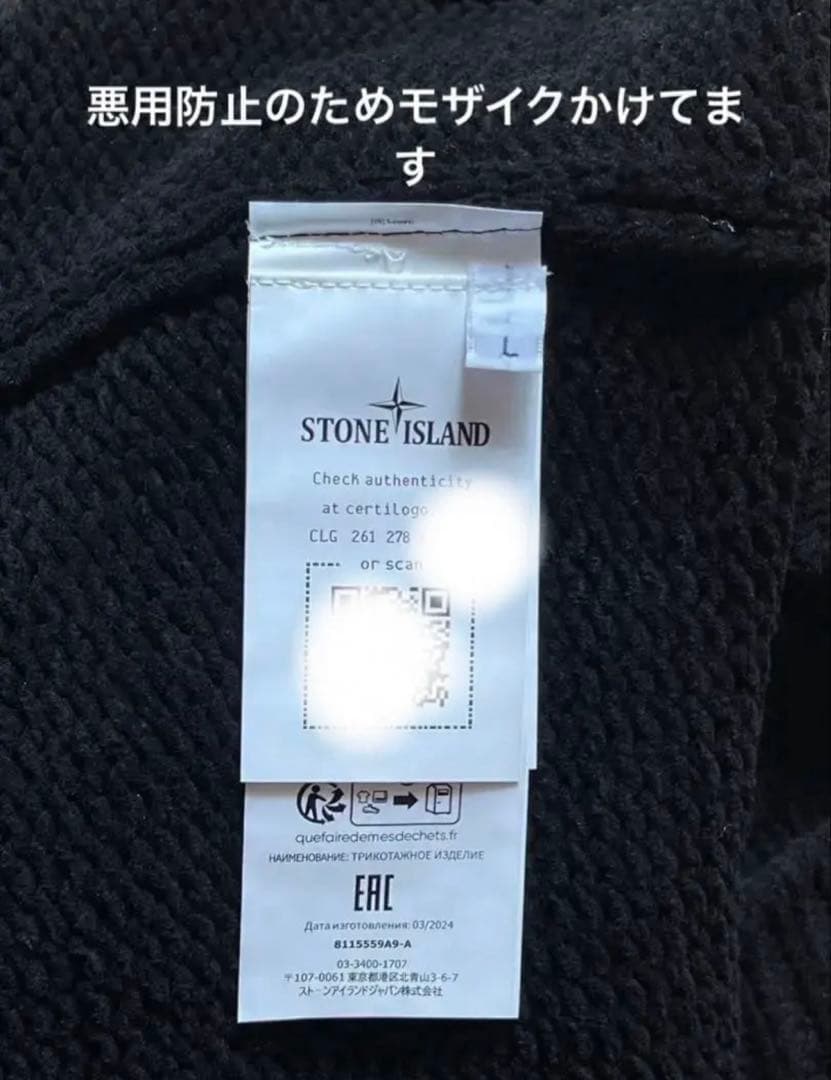 悪用防止のためモザイクかけてま
す
L
STONE ISLAND
Check authenticity
at certilogo
CLG 261 278
or scan
quefairedemesdechets.fr
НАИМЕНОВАНИЕ: ТРИКОТАЖНОЕ ИЗДЕЛИЕ
EAC
Дата изготовления: 03/2024
8115559A9-A
03-3400-1707
〒107-0061 東京都港区北青山3-6-7
ストーンアイランドジャパン株式会社